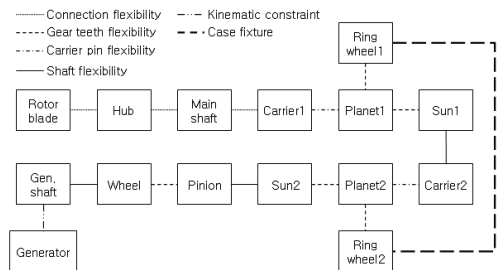 Connection flexibility
Gear teeth flexibility
Carrier pin flexibility
Shaft flexibility
Kinematic constraint
Case fixture
Ring
wheel1
Rotor
blade
Hub
Main
shaft
Carrier1
Planet1
Sun1
Gen.
shaft
Wheel
Pinion
Sun2
Planet2
Carrier2
Generator
Ring
wheel2